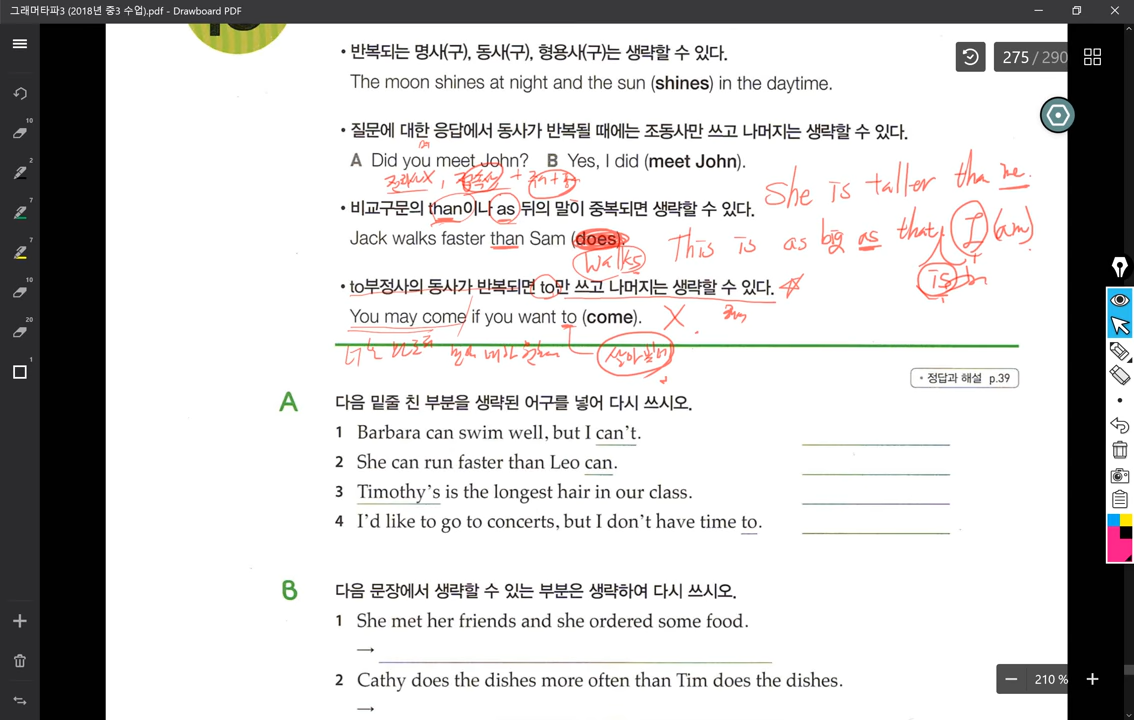 그래머타파3 (2018년 중3 수업).pdf - Drawboard PDF
275 / 290
• 반복되는 명사(구), 동사(구), 형용사(구)는 생략할 수 있다.
The moon shines at night and the sun (shines) in the daytime.
• 질문에 대한 응답에서 동사가 반복될 때에는 조동사만 쓰고 나머지는 생략할 수 있다.
A Did you meet John? B Yes, I did (meet John).
She is taller tha me.
• 비교구문의 than이나 as 뒤의 말이 중복되면 생략할 수 있다.
Jack walks faster than Sam (does).
walks
This is as big as that. I (am)
is
• to부정사의 동사가 반복되면 to만 쓰고 나머지는 생략할 수 있다.
You may come if you want to (come). X
• 정답과 해설 p.39
A 다음 밑줄 친 부분을 생략된 어구를 넣어 다시 쓰시오.
1 Barbara can swim well, but I can't.
2 She can run faster than Leo can.
3 Timothy's is the longest hair in our class.
4 I'd like to go to concerts, but I don't have time to.
B 다음 문장에서 생략할 수 있는 부분은 생략하여 다시 쓰시오.
1 She met her friends and she ordered some food.
→
2 Cathy does the dishes more often than Tim does the dishes.
→
210 %
10
2
7
7
10
20
1